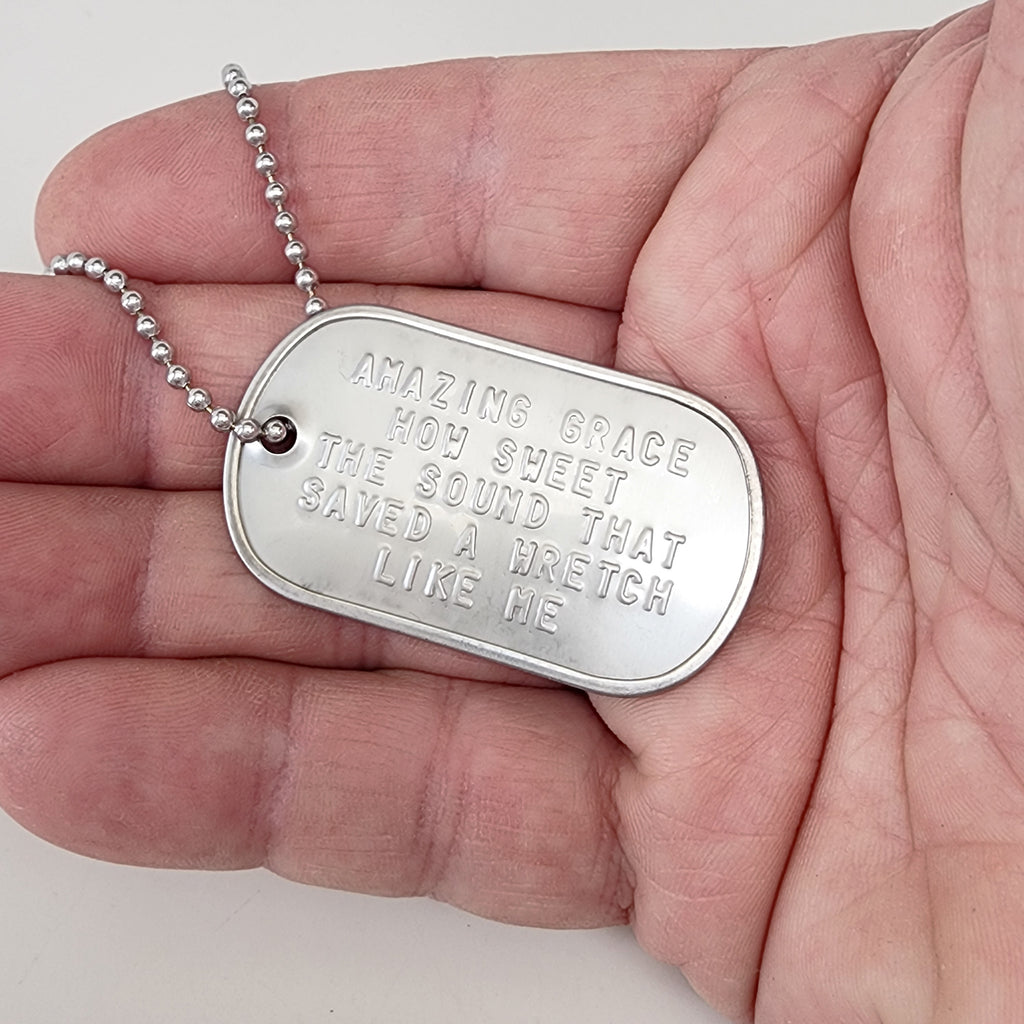 AMAZING GRACE
HOW SWEET
THE SOUND THAT
SAVED A WRETCH
LIKE ME